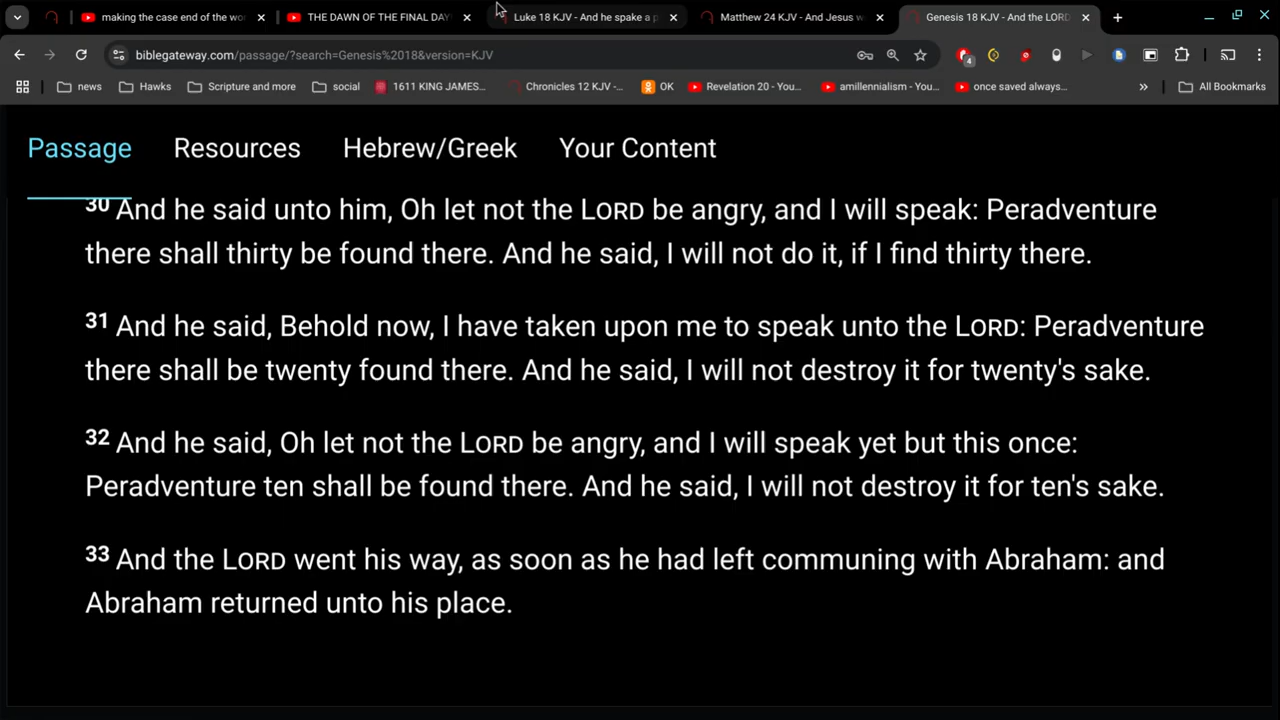 making the case end of the wo
THE DAWN OF THE FINAL DAY
Luke 18 KJV - And he spake a p
Matthew 24 KJV - And Jesus w
Genesis 18 KJV - And the LORD
biblegateway.com/passage/?search=Genesis%2018&version=KJV
4
news
Hawks
Scripture and more
social
1611 KING JAMES...
Chronicles 12 KJV -...
OK
Revelation 20 - You...
amillennialism - You...
once saved always...
All Bookmarks
Passage
Resources
Hebrew/Greek
Your Content
30 And he said unto him, Oh let not the LORD be angry, and I will speak: Peradventure
there shall thirty be found there. And he said, I will not do it, if I find thirty there.
31 And he said, Behold now, I have taken upon me to speak unto the LORD: Peradventure
there shall be twenty found there. And he said, I will not destroy it for twenty's sake.
32 And he said, Oh let not the LORD be angry, and I will speak yet but this once:
Peradventure ten shall be found there. And he said, I will not destroy it for ten's sake.
33 And the LORD went his way, as soon as he had left communing with Abraham: and
Abraham returned unto his place.